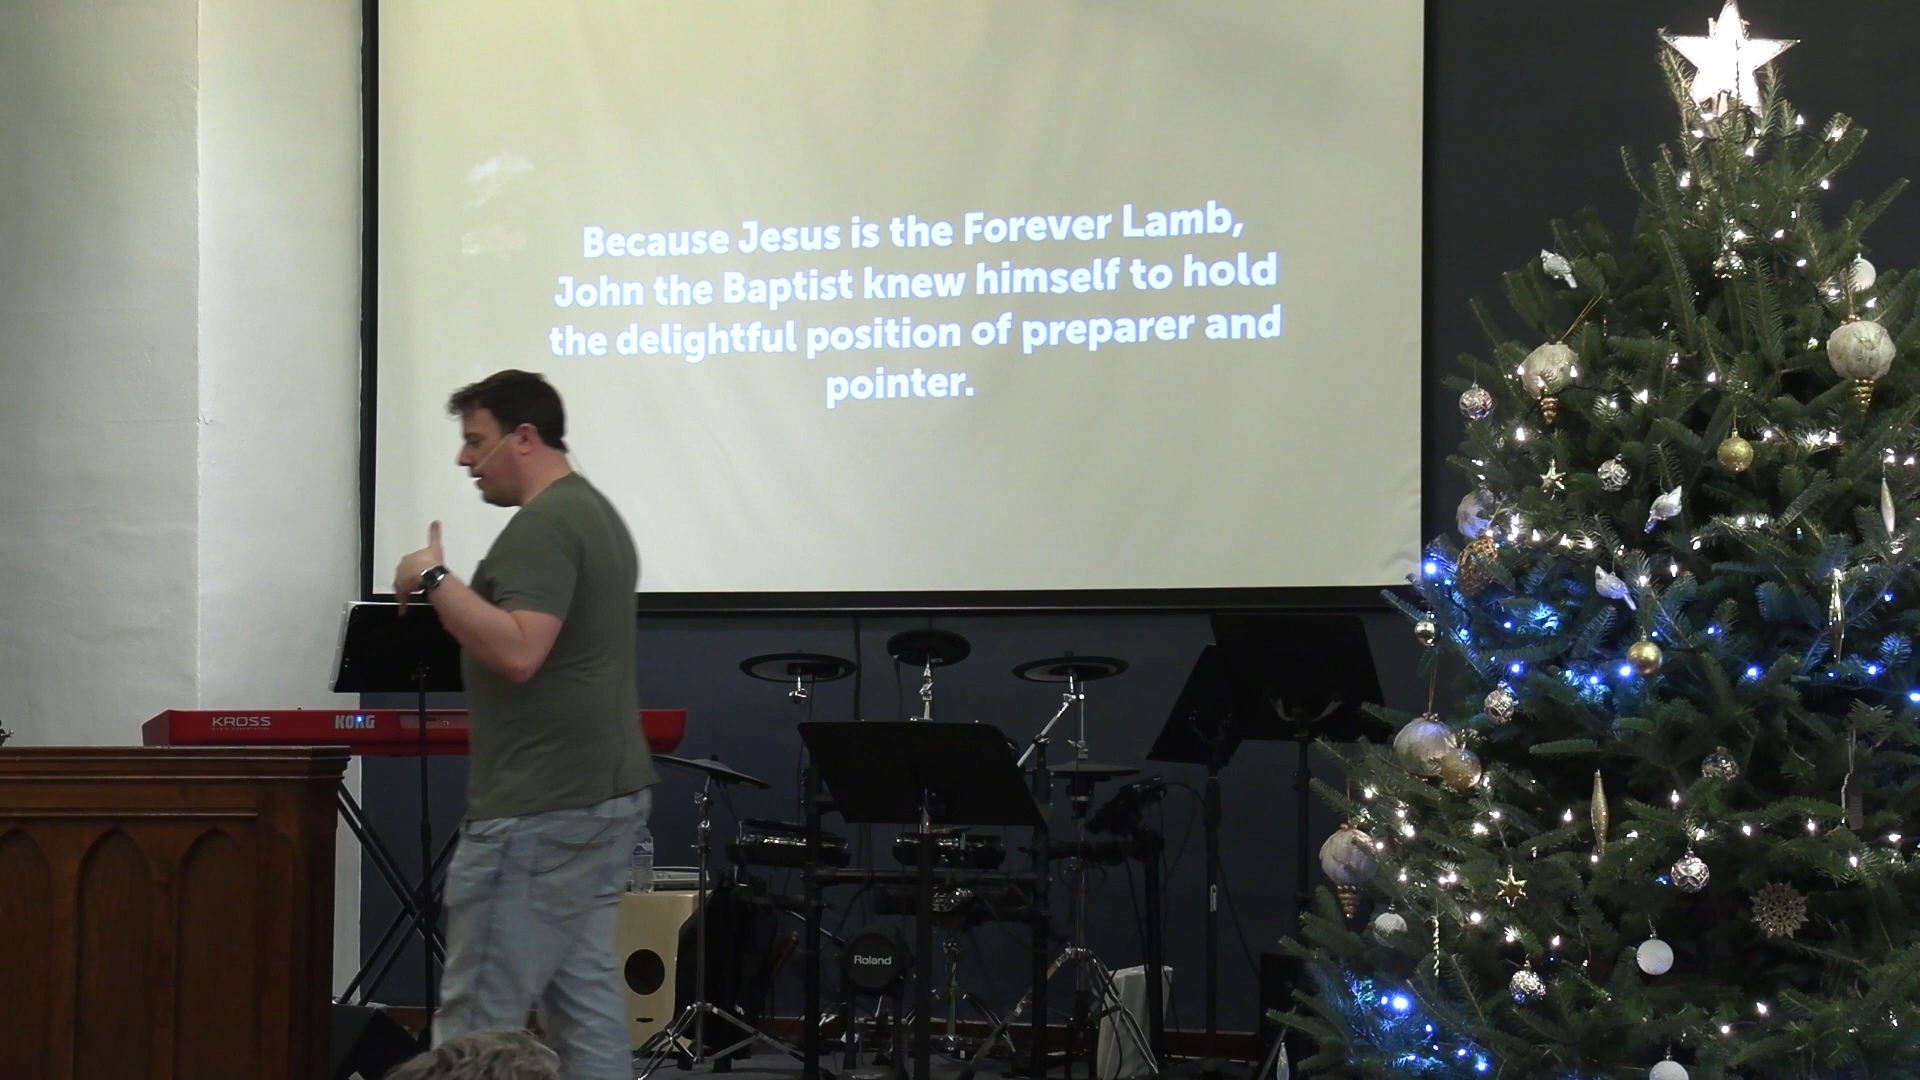 Because Jesus is the Forever Lamb,
John the Baptist knew himself to hold
the delightful position of preparer and
pointer.
KROSS
KORG
Roland